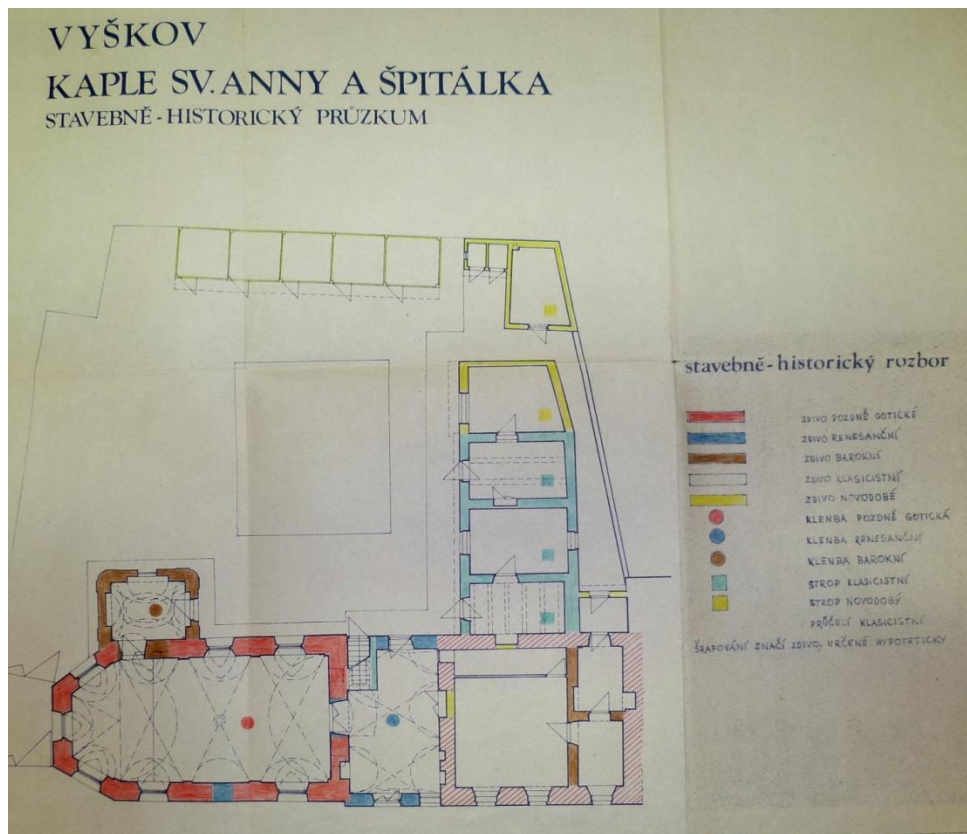 VYŠKOV
KAPLE SV. ANNY A ŠPITÁLKA
STAVEBNĚ-HISTORICKÝ PRŮZKUM
stavebně-historický rozbor
ZDIVO POZDNĚ GOTICKÉ
ZDIVO RENESANČNÍ
ZDIVO BAROKNÍ
ZDIVO KLASICISTNÍ
ZDIVO NOVODOBÉ
KLENBA POZDNĚ GOTICKÁ
KLENBA RENESANČNÍ
KLENBA BAROKNÍ
STROP KLASICISTNÍ
STROP NOVODOBÝ
PRŮČELÍ KLASICISTNÍ
ŠRAFOVÁNÍ ZNAČÍ ZDIVO, URČENÉ HYPOTETICKY